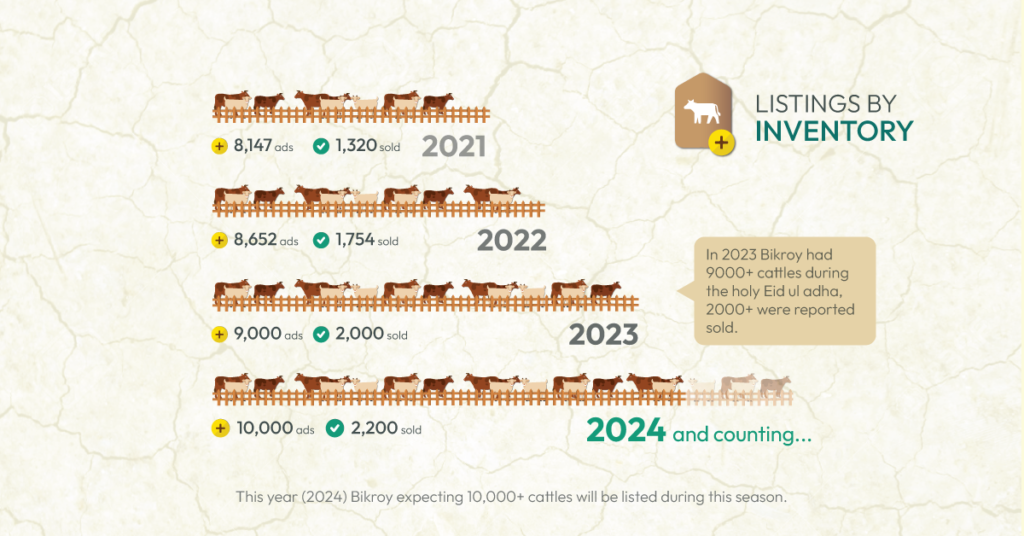 LISTINGS BY
INVENTORY
8,147 ads 1,320 sold 2021
8,652 ads 1,754 sold
2022
9,000 ads 2,000 sold 2023
In 2023 Bikroy had
9000+ cattles during
the holy Eid ul adha,
2000+ were reported
sold.
10,000 ads 2,200 sold 2024 and counting...
This year (2024) Bikroy expecting 10,000+ cattles will be listed during this season.